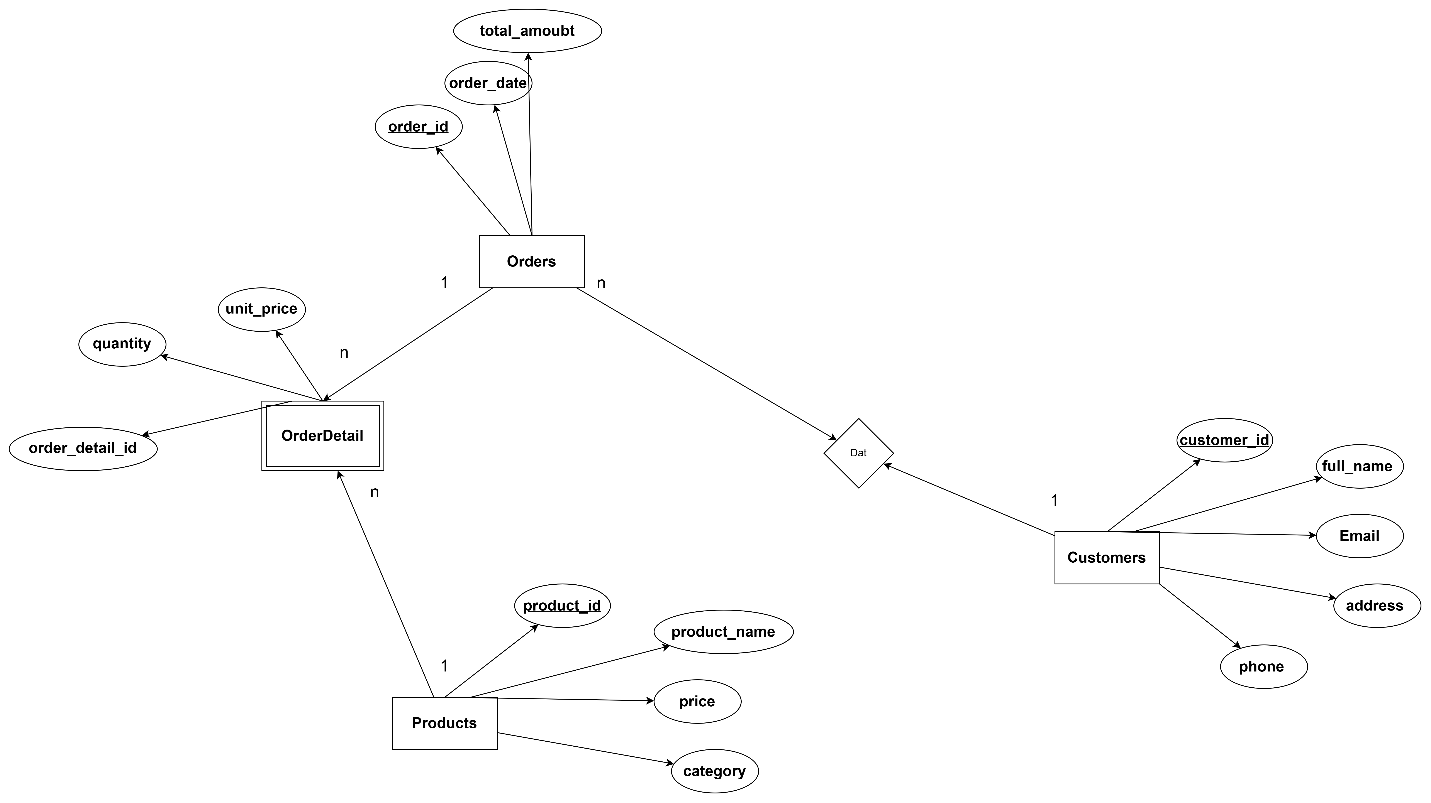 total_amoubt
order_date
order_id
Orders
1
n
unit_price
quantity
n
OrderDetail
order_detail_id
n
Dat
customer_id
full_name
1
Email
Customers
address
phone
product_id
product_name
1
price
Products
category